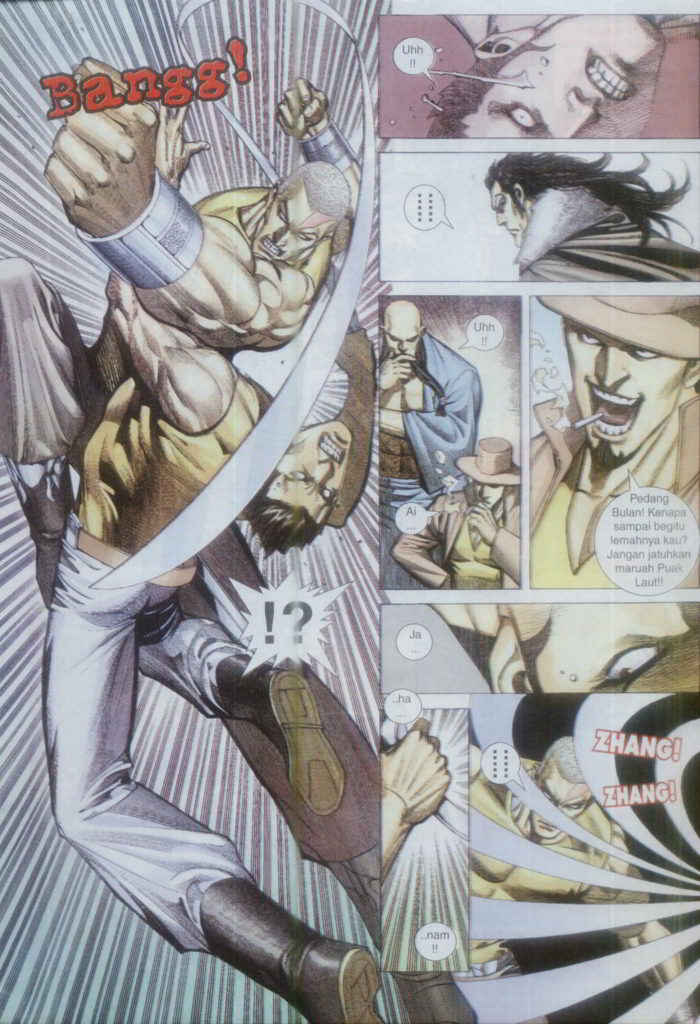 Bangg!
!?
Uhh
!!
......
Uhh
!!
Ai
...
Pedang
Bulan! Kenapa
sampai begitu
lemahnya kau?
Jangan jatuhkan
maruah Puak
Laut!!
Ja
...
..ha
...
..nam
!!
......
ZHANG!
ZHANG!